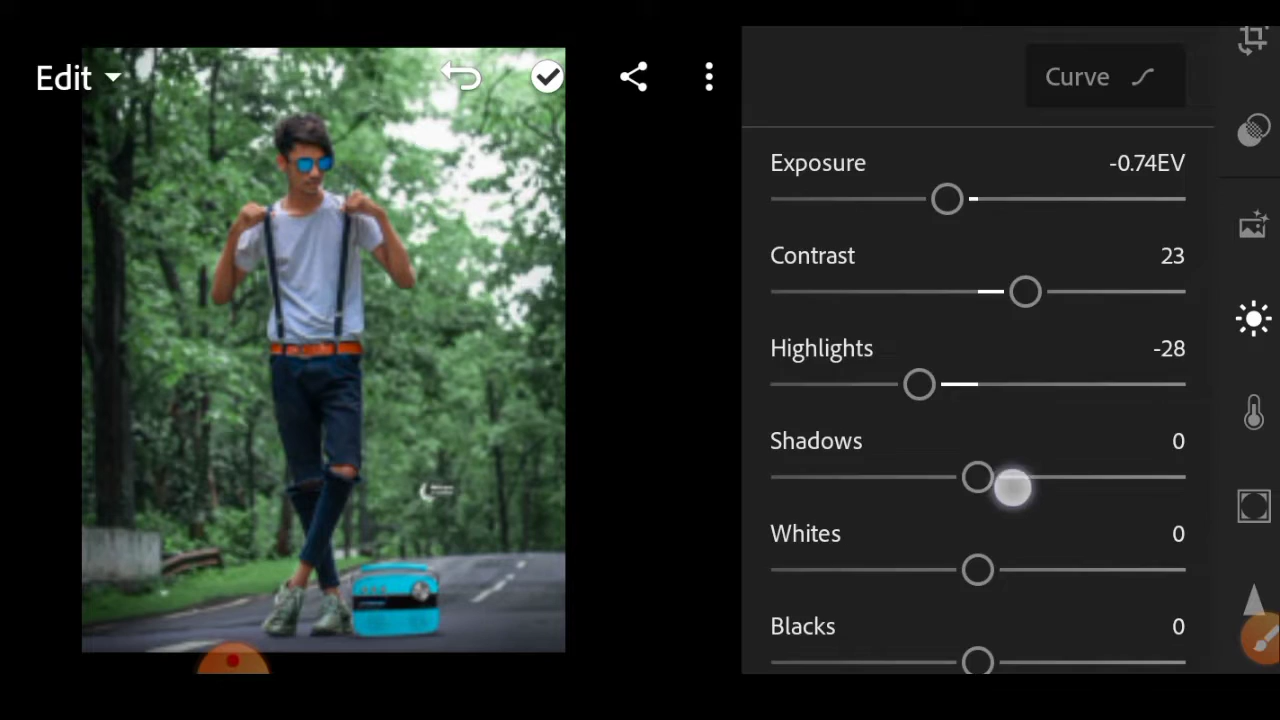 Edit
Curve
Exposure -0.74EV
Contrast 23
Highlights -28
Shadows 0
Whites 0
Blacks 0